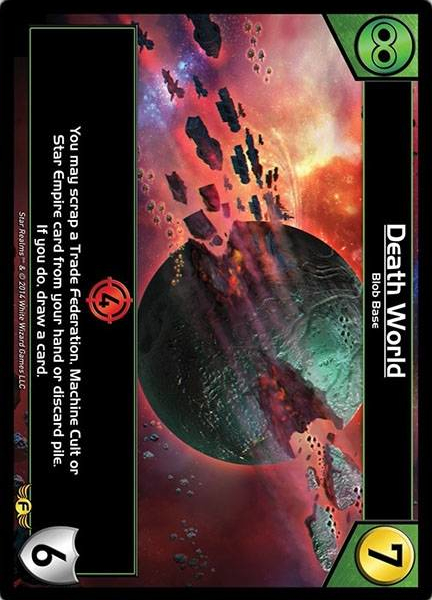 Death World
Blob Base
7
4
You may scrap a Trade Federation, Machine Cult or
Star Empire card from your hand or discard pile.
If you do, draw a card.
Star Realms™ & © 2014 White Wizard Games LLC
F
6